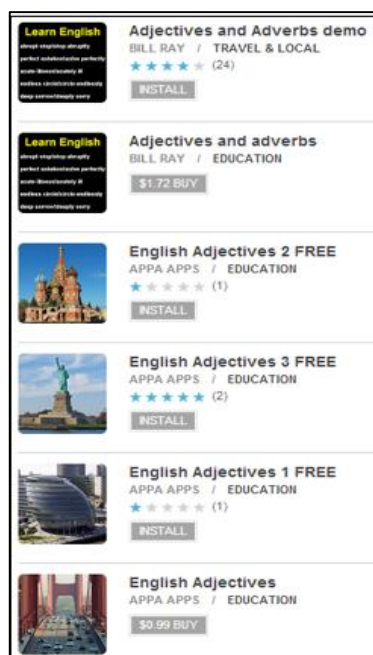 Learn English
Adjectives and Adverbs demo
BILL RAY / TRAVEL & LOCAL
(24)
INSTALL
Learn English
Adjectives and adverbs
BILL RAY / EDUCATION
$1.72 BUY
English Adjectives 2 FREE
APPA APPS / EDUCATION
(1)
INSTALL
English Adjectives 3 FREE
APPA APPS / EDUCATION
(2)
INSTALL
English Adjectives 1 FREE
APPA APPS / EDUCATION
(1)
INSTALL
English Adjectives
APPA APPS / EDUCATION
$0.99 BUY